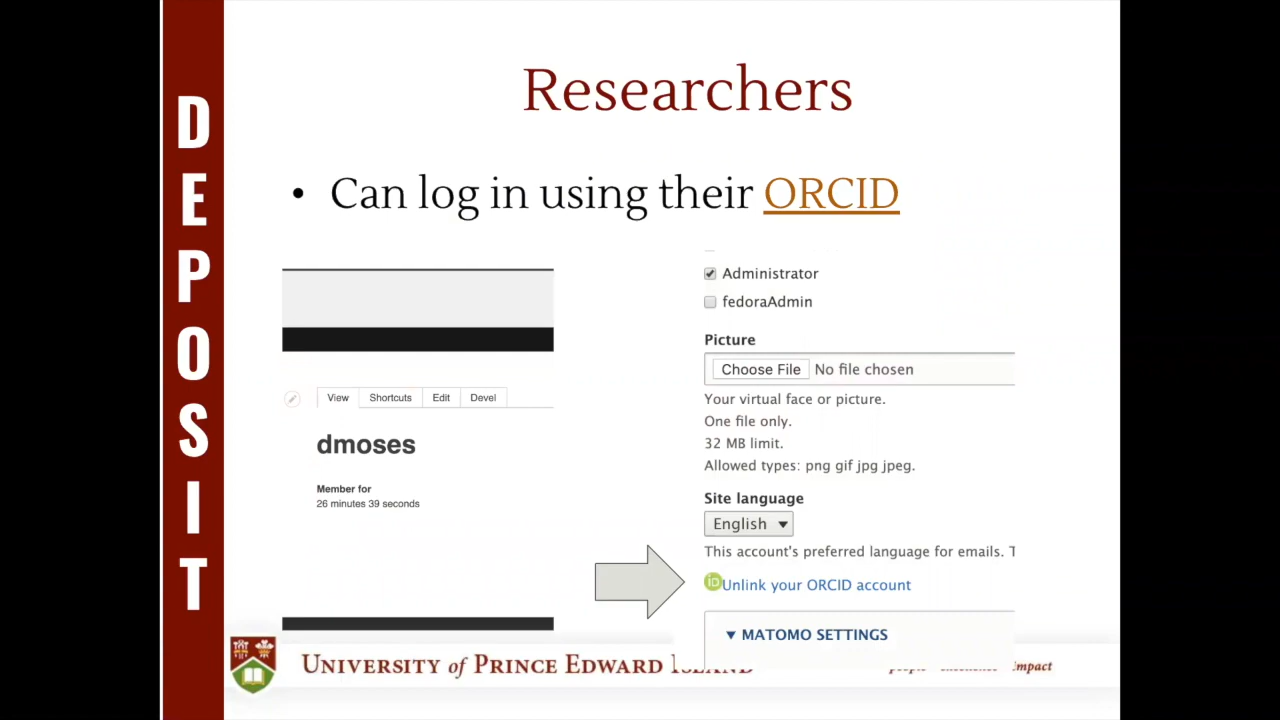 DEPOSIT
Researchers
• Can log in using their ORCID
View Shortcuts Edit Devel
dmoses
Member for
26 minutes 39 seconds
Administrator
fedoraAdmin
Picture
Choose File No file chosen
Your virtual face or picture.
One file only.
32 MB limit.
Allowed types: png gif jpg jpeg.
Site language
English
This account's preferred language for emails. T
iD Unlink your ORCID account
MATOMO SETTINGS
UNIVERSITY of PRINCE EDWARD ISLAND
impact